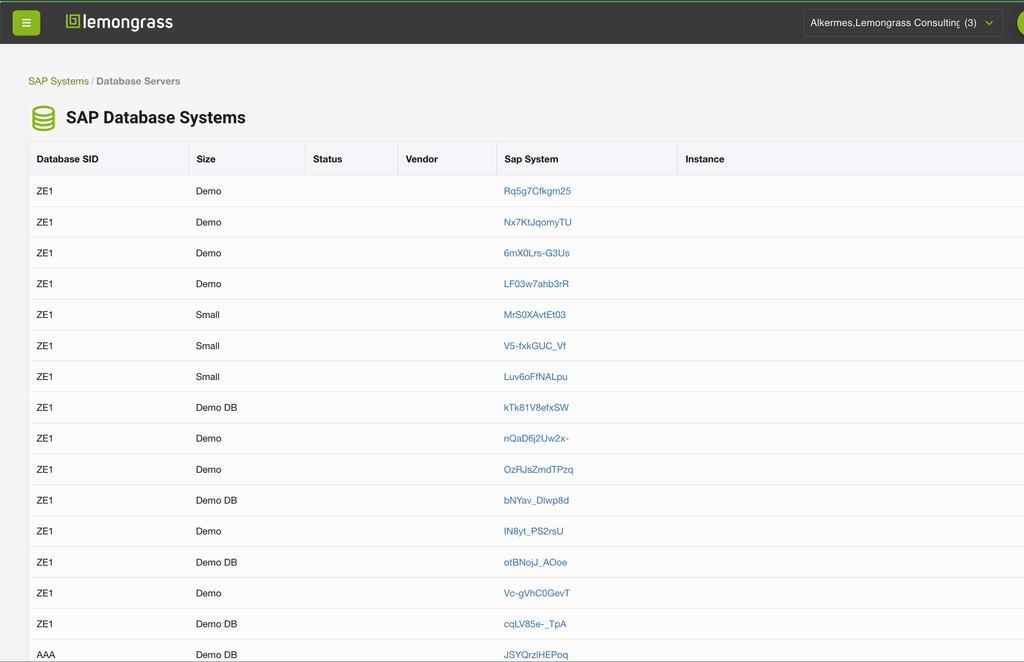 lemongrass
Alkermes,Lemongrass Consulting (3)
SAP Systems / Database Servers
SAP Database Systems
Database SID Size Status Vendor Sap System Instance
ZE1 Demo Rq5g7Cfkgm25
ZE1 Demo Nx7KtJqomyTU
ZE1 Demo 6mX0Lrs-G3Us
ZE1 Demo LF03w7ahb3rR
ZE1 Small MrS0XAvtEt03
ZE1 Small V5-fxkGUC_Vf
ZE1 Small Luv6oFfNALpu
ZE1 Demo DB kTk81V8efxSW
ZE1 Demo nQaD6j2Uw2x-
ZE1 Demo OzRJsZmdTPzq
ZE1 Demo DB bNYav_DIwp8d
ZE1 Demo IN8yt_PS2rsU
ZE1 Demo DB otBNojJ_AOoe
ZE1 Demo Vc-gVhC0GevT
ZE1 Demo DB cqLV85e-_TpA
AAA Demo DB JSYQrzIHEPoq